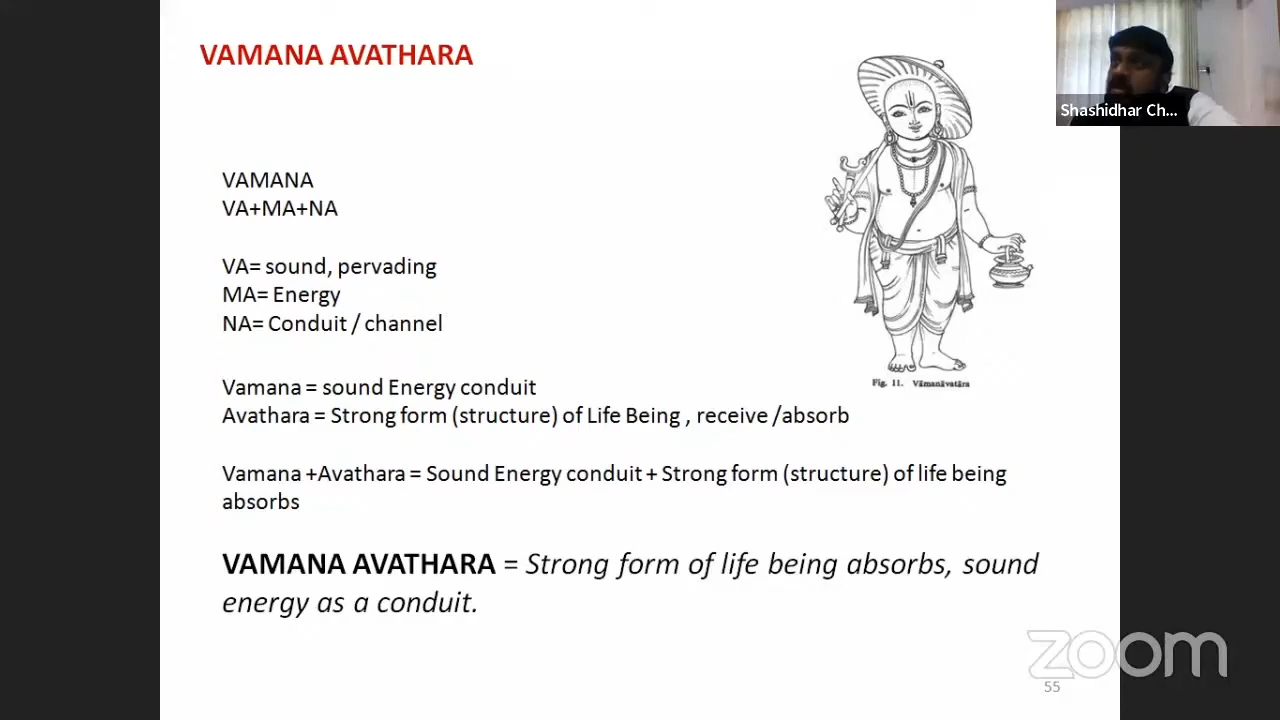 VAMANA AVATHARA
Shashidhar Ch...
VAMANA
VA+MA+NA
VA= sound, pervading
MA= Energy
NA= Conduit / channel
Fig. 11. Vāmanāvatāra
Vamana = sound Energy conduit
Avathara = Strong form (structure) of Life Being , receive /absorb
Vamana +Avathara = Sound Energy conduit + Strong form (structure) of life being
absorbs
VAMANA AVATHARA = Strong form of life being absorbs, sound
energy as a conduit.
zoom
55